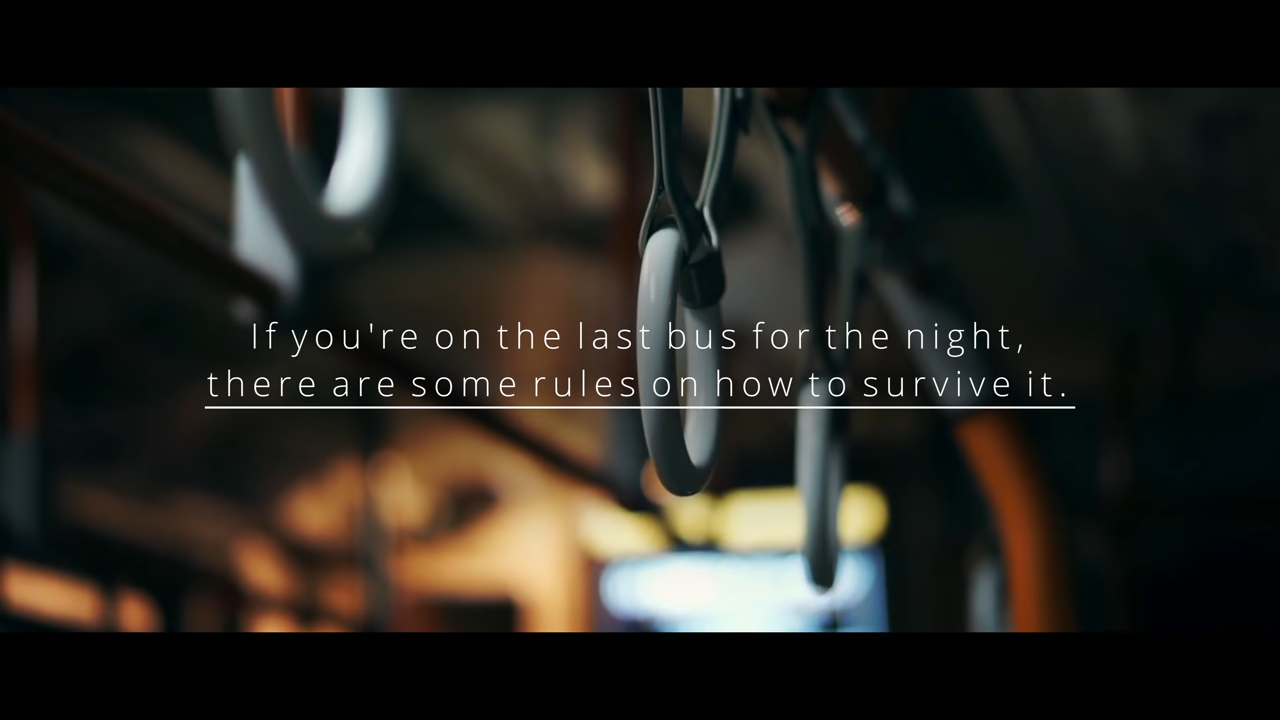 If you're on the last bus for the night,
there are some rules on how to survive it.